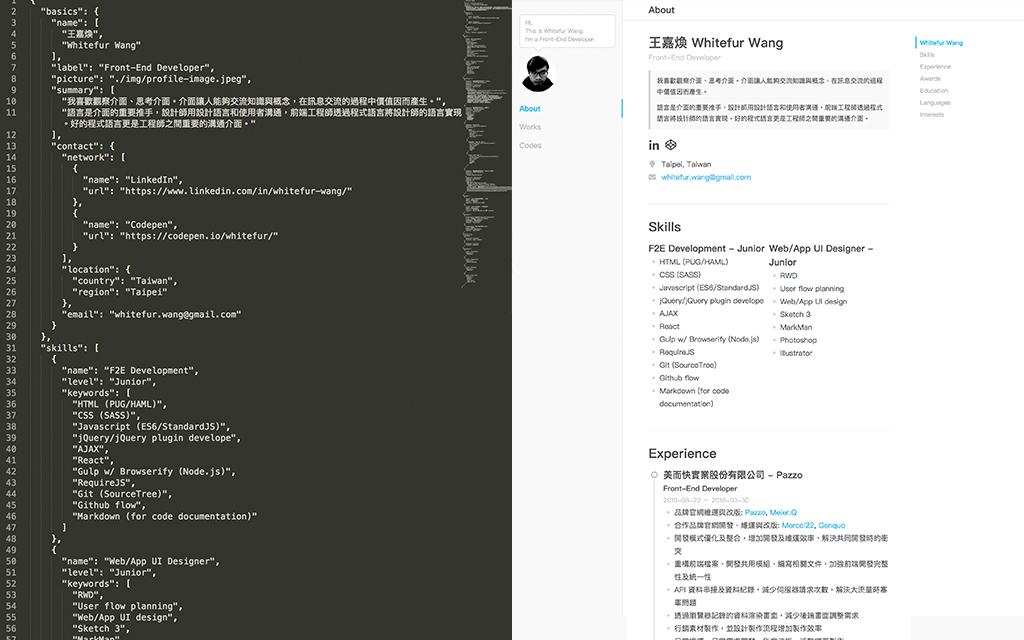 1 {
2 "basics": {
3 "name": [
4 "王嘉煥",
5 "Whitefur Wang"
6 ],
7 "label": "Front-End Developer",
8 "picture": "./img/profile-image.jpeg",
9 "summary": [
10 "我喜歡觀察介面、思考介面。介面讓人能夠交流知識與概念，在訊息交流的過程中價值因而產生。",
11 "語言是介面的重要推手，設計師用設計語言和使用者溝通，前端工程師透過程式語言將設計師的語言實現
。好的程式語言更是工程師之間重要的溝通介面。"
12 ],
13 "contact": {
14 "network": [
15 {
16 "name": "LinkedIn",
17 "url": "https://www.linkedin.com/in/whitefur-wang/"
18 },
19 {
20 "name": "Codepen",
21 "url": "https://codepen.io/whitefur/"
22 }
23 ],
24 "location": {
25 "country": "Taiwan",
26 "region": "Taipei"
27 },
28 "email": "whitefur.wang@gmail.com"
29 }
30 },
31 "skills": [
32 {
33 "name": "F2E Development",
34 "level": "Junior",
35 "keywords": [
36 "HTML (PUG/HAML)",
37 "CSS (SASS)",
38 "Javascript (ES6/StandardJS)",
39 "jQuery/jQuery plugin develope",
40 "AJAX",
41 "React",
42 "Gulp w/ Browserify (Node.js)",
43 "RequireJS",
44 "Git (SourceTree)",
45 "Github flow",
46 "Markdown (for code documentation)"
47 ]
48 },
49 {
50 "name": "Web/App UI Designer",
51 "level": "Junior",
52 "keywords": [
53 "RWD",
54 "User flow planning",
55 "Web/App UI design",
56 "Sketch 3",
57 "MarkMan",
Hi,
This is Whitefur Wang.
I'm a Front-End Developer.
About
Works
Codes
About
王嘉煥 Whitefur Wang
Front-End Developer
我喜歡觀察介面、思考介面。介面讓人能夠交流知識與概念，在訊息交流的過程
中價值因而產生。
語言是介面的重要推手，設計師用設計語言和使用者溝通，前端工程師透過程式
語言將設計師的語言實現。好的程式語言更是工程師之間重要的溝通介面。
in
Taipei, Taiwan
whitefur.wang@gmail.com
Skills
F2E Development - Junior
HTML (PUG/HAML)
CSS (SASS)
Javascript (ES6/StandardJS)
jQuery/jQuery plugin develope
AJAX
React
Gulp w/ Browserify (Node.js)
RequireJS
Git (SourceTree)
Github flow
Markdown (for code
documentation)
Web/App UI Designer -
Junior
RWD
User flow planning
Web/App UI design
Sketch 3
MarkMan
Photoshop
Illustrator
Experience
美而快實業股份有限公司 - Pazzo
Front-End Developer
品牌官網維運與改版: Pazzo, Meier.Q
合作品牌官網開發、維運與改版: Mercci22, Genquo
開發模式優化及整合，增加開發及維運效率、解決共同開發時的衝
突
重構前端檔案、開發共用模組、編寫相關文件，加強前端開發完整
性及統一性
API 資料串接及資料紀錄，減少伺服器請求次數，解決大流量時塞
車問題
透過瀏覽器記錄的資料渲染畫面，減少後端畫面調整需求
行銷素材製作，並設計製作流程增加製作效率
Whitefur Wang
Skills
Experience
Awards
Education
Languages
Interests